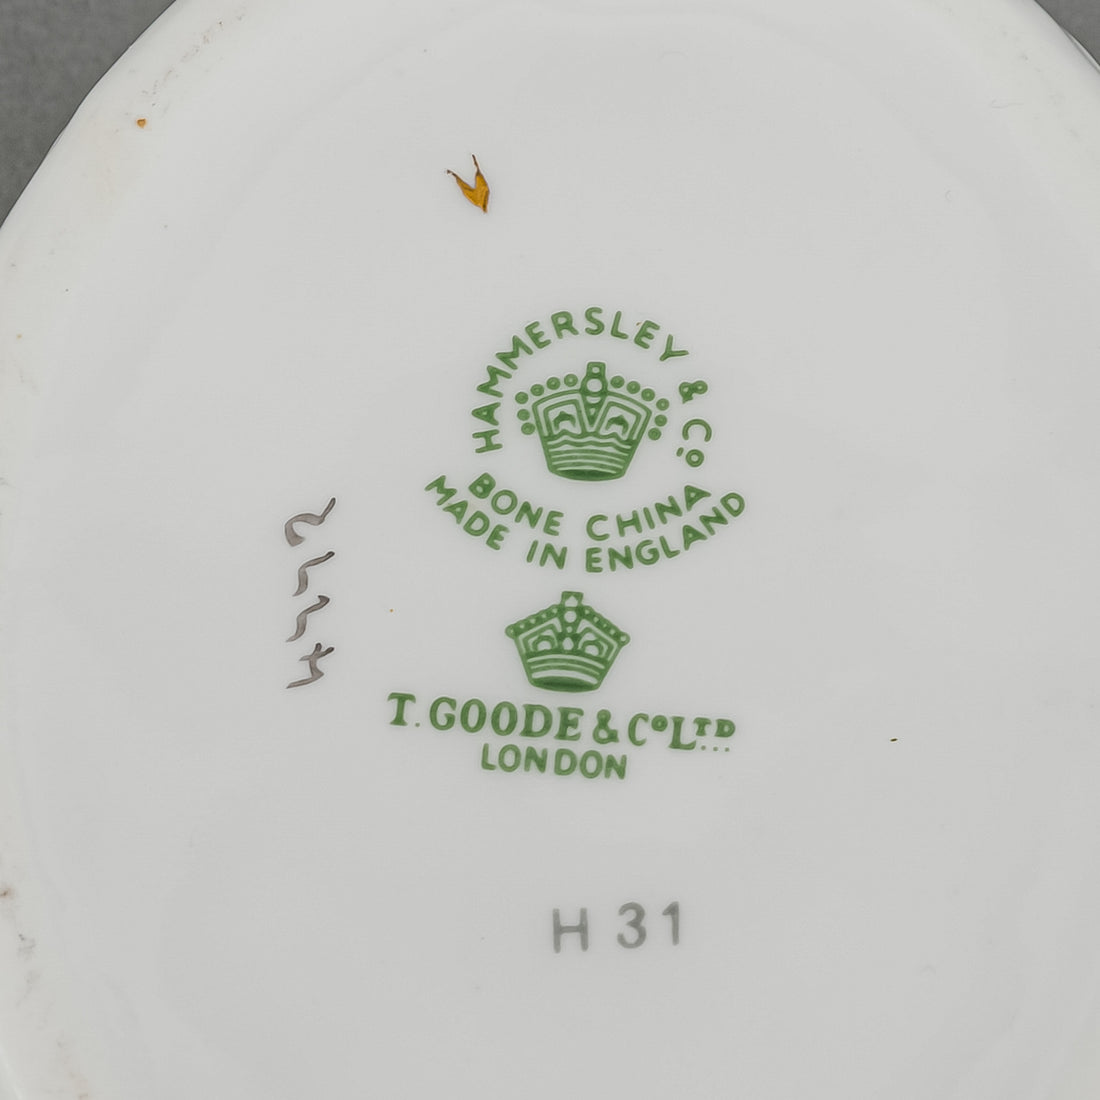 HAMMERSLEY & Co
BONE CHINA
MADE IN ENGLAND
T. GOODE & Co LTD
LONDON
H 31